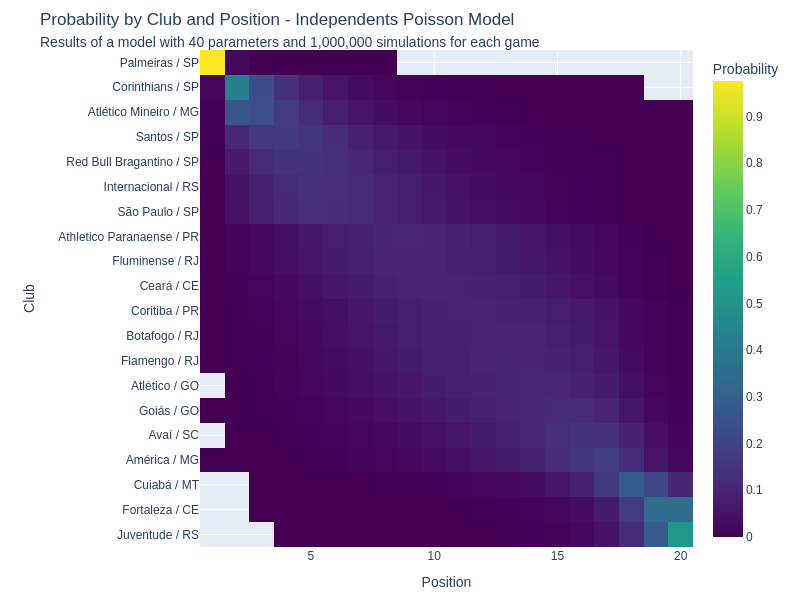 Probability by Club and Position - Independents Poisson Model
Results of a model with 40 parameters and 1,000,000 simulations for each game
Probability
Palmeiras / SP
Corinthians / SP
Atlético Mineiro / MG
Santos / SP
Red Bull Bragantino / SP
Internacional / RS
São Paulo / SP
Athletico Paranaense / PR
Fluminense / RJ
Ceará / CE
Coritiba / PR
Botafogo / RJ
Flamengo / RJ
Atlético / GO
Goiás / GO
Avaí / SC
América / MG
Cuiabá / MT
Fortaleza / CE
Juventude / RS
Club
5 10 15 20
Position
0.9
0.8
0.7
0.6
0.5
0.4
0.3
0.2
0.1
0